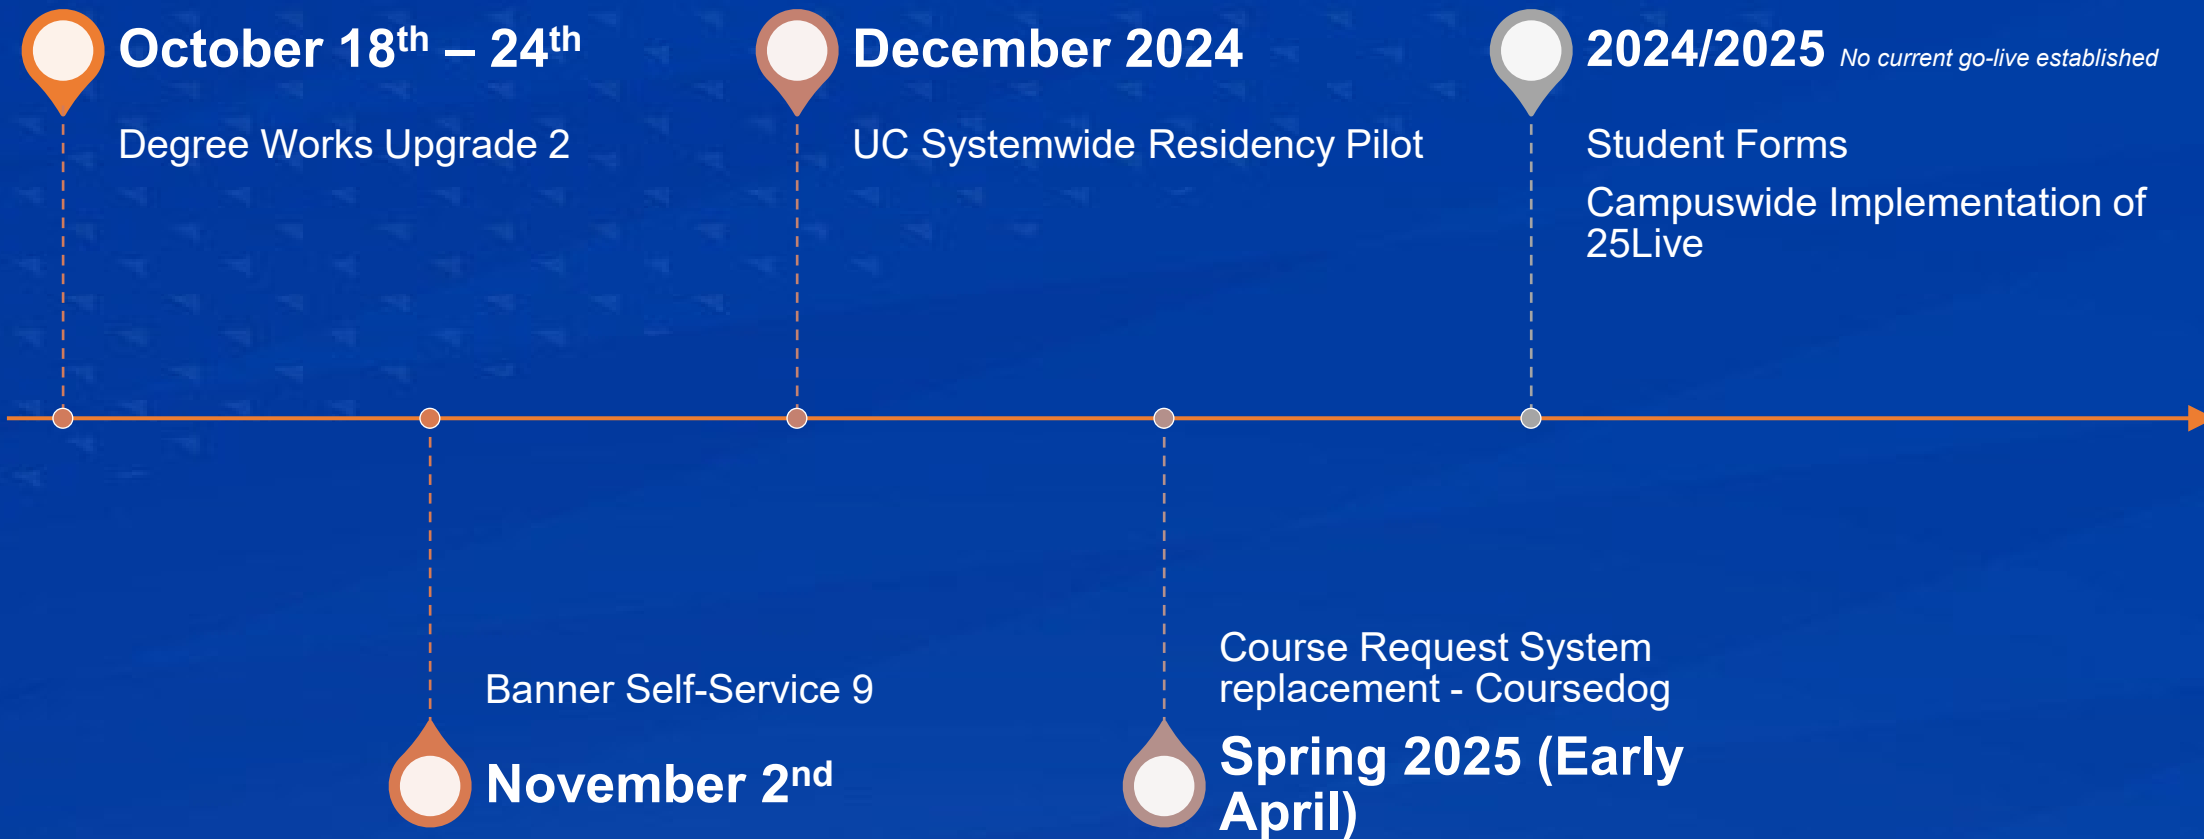 October 18th – 24th
Degree Works Upgrade 2
Banner Self-Service 9
November 2nd
December 2024
UC Systemwide Residency Pilot
Course Request System
replacement - Coursedog
Spring 2025 (Early
April)
2024/2025 No current go-live established
Student Forms
Campuswide Implementation of
25Live